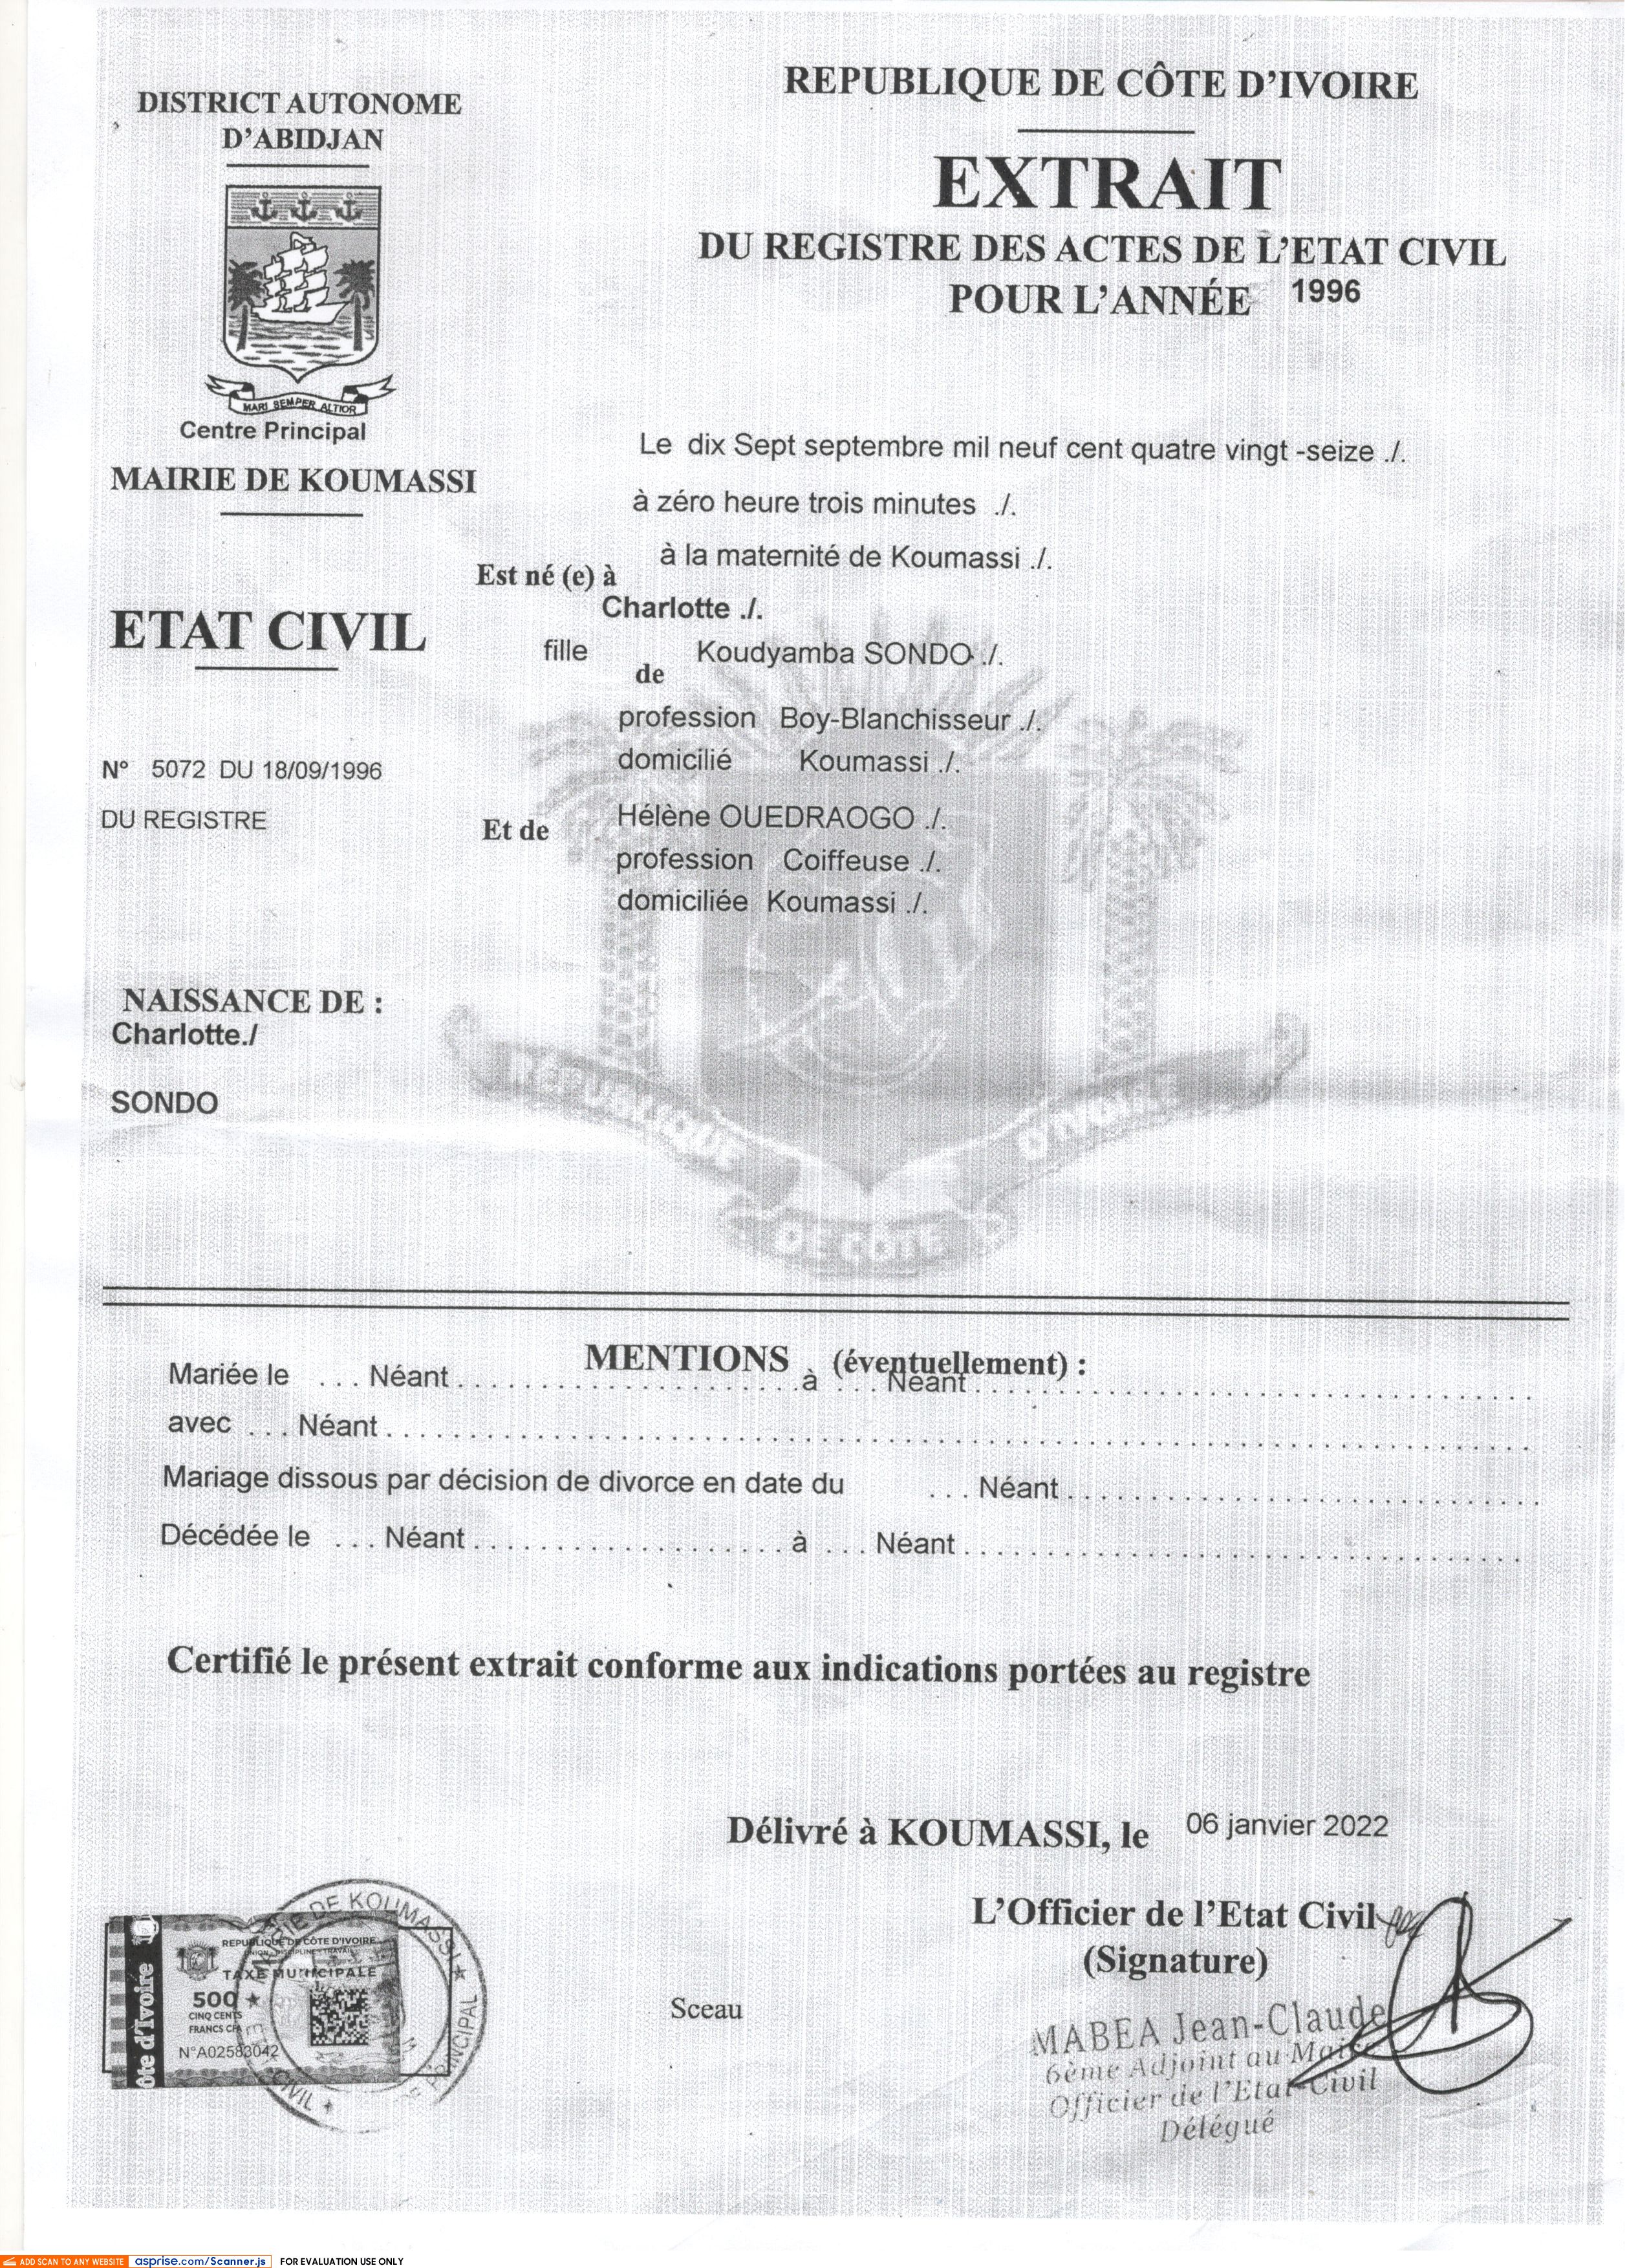 DISTRICT AUTONOME
D'ABIDJAN
MARI SEMPER ALTIOR
Centre Principal
MAIRIE DE KOUMASSI
ETAT CIVIL
N° 5072 DU 18/09/1996
DU REGISTRE
NAISSANCE DE :
Charlotte./
SONDO
REPUBLIQUE DE CÔTE D'IVOIRE
EXTRAIT
DU REGISTRE DES ACTES DE L'ETAT CIVIL
POUR L'ANNÉE 1996
Le dix Sept septembre mil neuf cent quatre vingt -seize ./.
à zéro heure trois minutes ./.
à la maternité de Koumassi ./.
Est né (e) à
Charlotte ./.
fille de Koudyamba SONDO ./.
profession Boy-Blanchisseur ./.
domicilié Koumassi ./.
Et de Hélène OUEDRAOGO ./.
profession Coiffeuse ./.
domiciliée Koumassi ./.
REPUBLIQUE DE COTE D'IVOIRE
MENTIONS (éventuellement) :
Mariée le ... Néant ... à ... Néant ...
avec ... Néant ...
Mariage dissous par décision de divorce en date du ... Néant ...
Décédée le ... Néant ... à ... Néant ...
Certifié le présent extrait conforme aux indications portées au registre
Délivré à KOUMASSI, le 06 janvier 2022
L'Officier de l'Etat Civil
(Signature)
Sceau
MABEA Jean-Claude
6ème Adjoint au Maire
Officier de l'Etat-Civil
Délégué
MAIRIE DE KOUMASSI
PRINCIPAL
CIVIL
ôte d'Ivoire
REPUBLIQUE DE CÔTE D'IVOIRE
UNION - DISCIPLINE - TRAVAIL
TAXE MUNICIPALE
500
CINQ CENTS
FRANCS CFA
N°A02583042
ADD SCAN TO ANY WEBSITE asprise.com/Scanner.js FOR EVALUATION USE ONLY